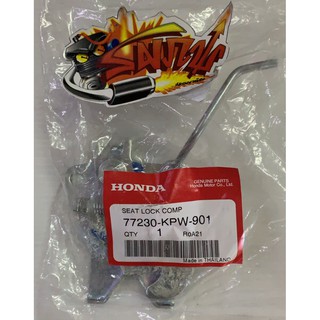 HONDA
GENUINE PARTS
Honda Motor Co., Ltd.
SEAT LOCK COMP
77230-KPW-901
QTY 1 R0A21
Made in THAILAND